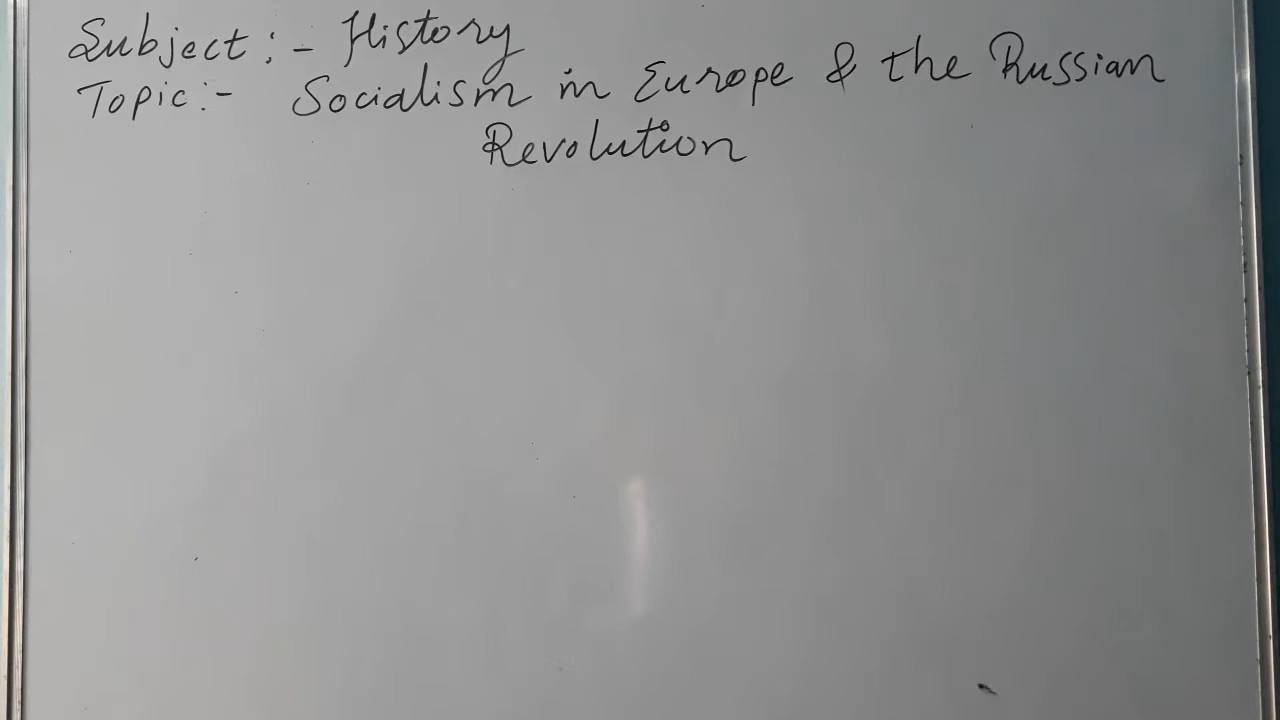 Subject:- History
Topic:- Socialism in Europe & the Russian
Revolution